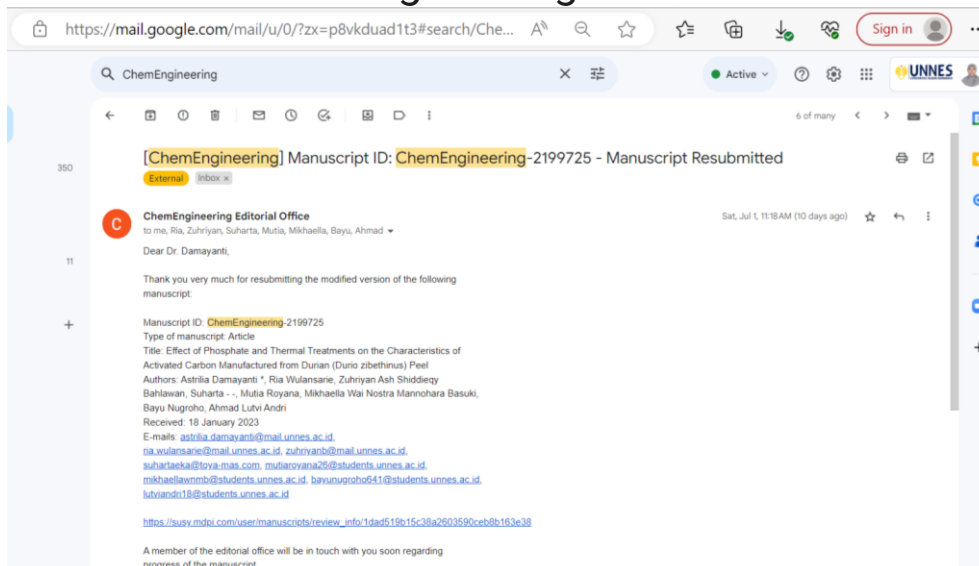 https://mail.google.com/mail/u/0/?zx=p8vkduad1t3#search/Che...
Sign in
ChemEngineering
Active
UNNES
6 of many
350
[ChemEngineering] Manuscript ID: ChemEngineering-2199725 - Manuscript Resubmitted
External
Inbox x
C
ChemEngineering Editorial Office
Sat, Jul 1, 11:18 AM (10 days ago)
to me, Ria, Zuhriyan, Suharta, Mutia, Mikhaella, Bayu, Ahmad
Dear Dr. Damayanti,
11
Thank you very much for resubmitting the modified version of the following
manuscript:
Manuscript ID: ChemEngineering-2199725
Type of manuscript: Article
Title: Effect of Phosphate and Thermal Treatments on the Characteristics of
Activated Carbon Manufactured from Durian (Durio zibethinus) Peel
Authors: Astrilia Damayanti *, Ria Wulansarie, Zuhriyan Ash Shiddieqy
Bahlawan, Suharta - -, Mutia Royana, Mikhaella Wai Nostra Mannohara Basuki,
Bayu Nugroho, Ahmad Lutvi Andri
Received: 18 January 2023
E-mails: astrilia.damayanti@mail.unnes.ac.id,
ria.wulansarie@mail.unnes.ac.id, zuhriyanb@mail.unnes.ac.id,
suhartaeka@toya-mas.com, mutiaroyana26@students.unnes.ac.id,
mikhaellawnmb@students.unnes.ac.id, bayunugroho641@students.unnes.ac.id,
lutviandri18@students.unnes.ac.id
https://susy.mdpi.com/user/manuscripts/review_info/1dad519b15c38a2603590ceb8b163e38
A member of the editorial office will be in touch with you soon regarding
progress of the manuscript.